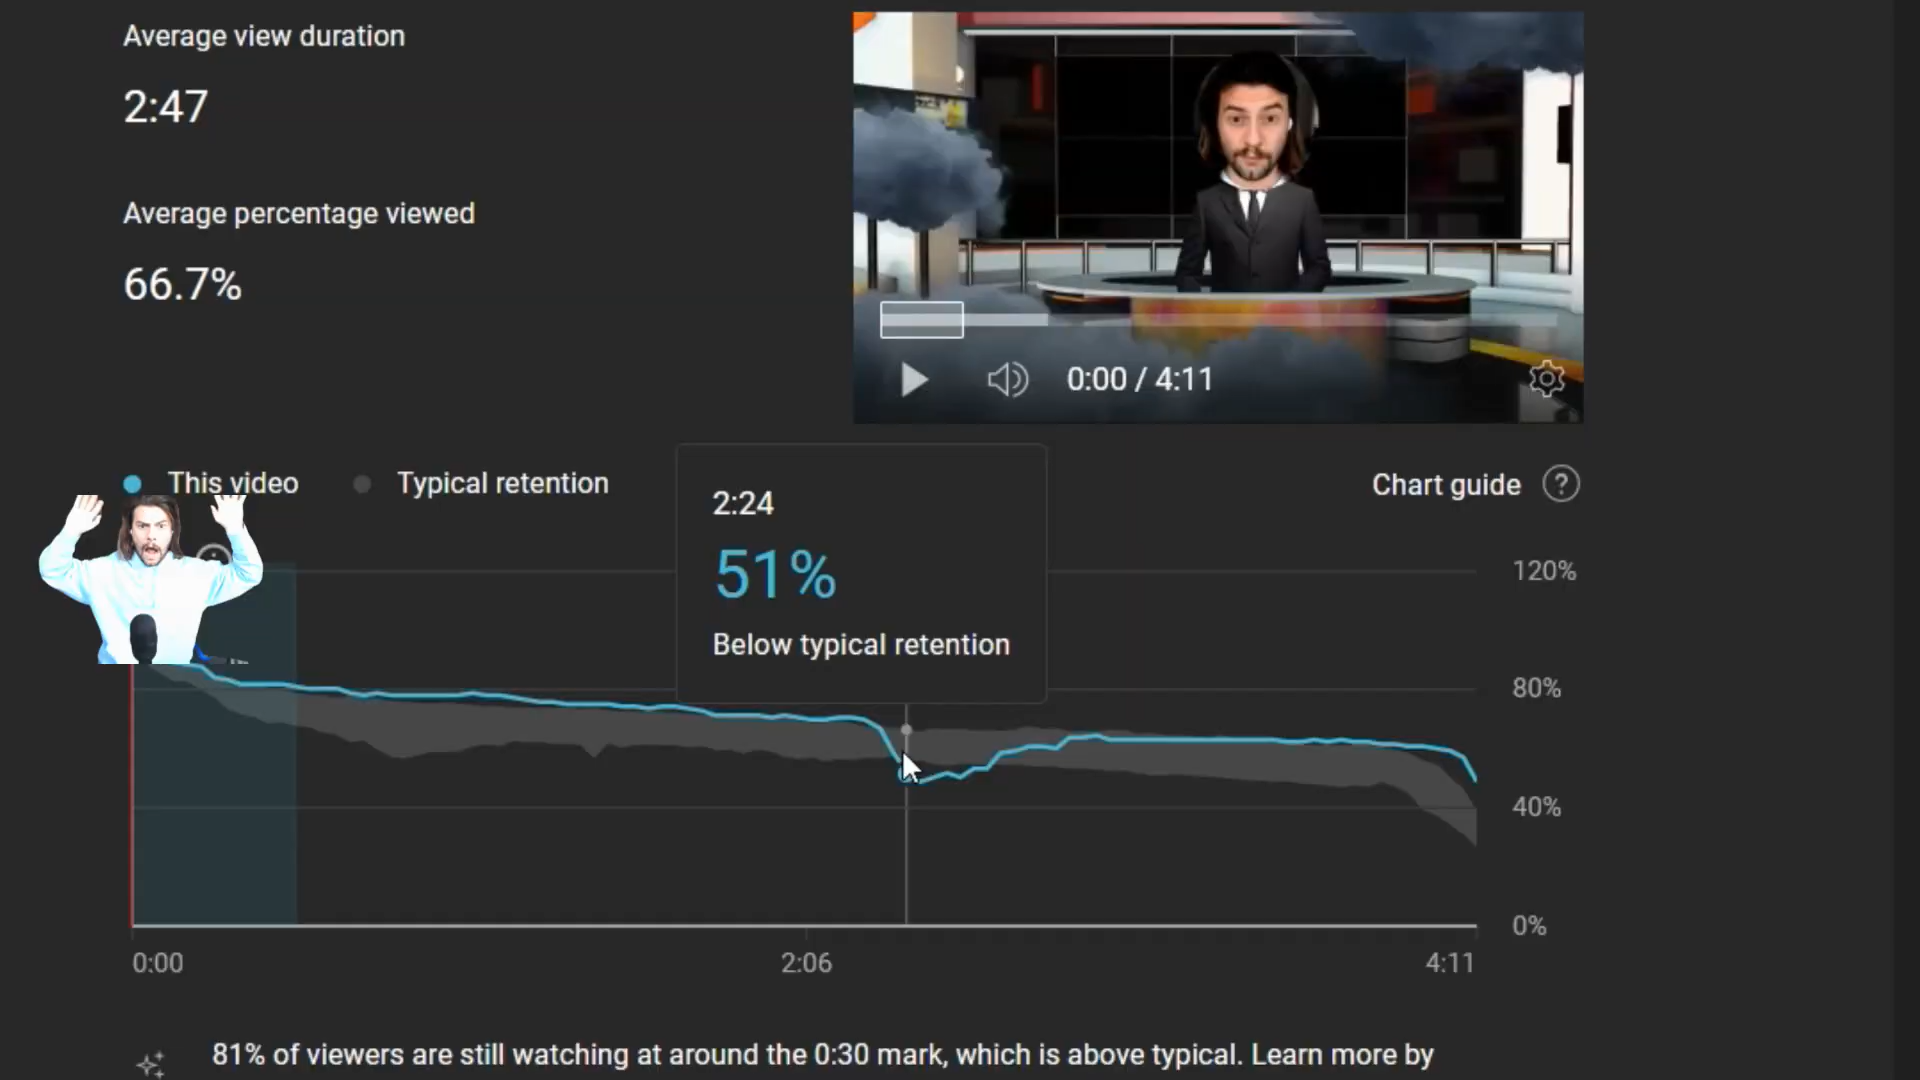 Average view duration
2:47
Average percentage viewed
66.7%
0:00 / 4:11
This video
Typical retention
Chart guide ?
2:24
51%
Below typical retention
120%
80%
40%
0%
0:00
2:06
4:11
81% of viewers are still watching at around the 0:30 mark, which is above typical. Learn more by